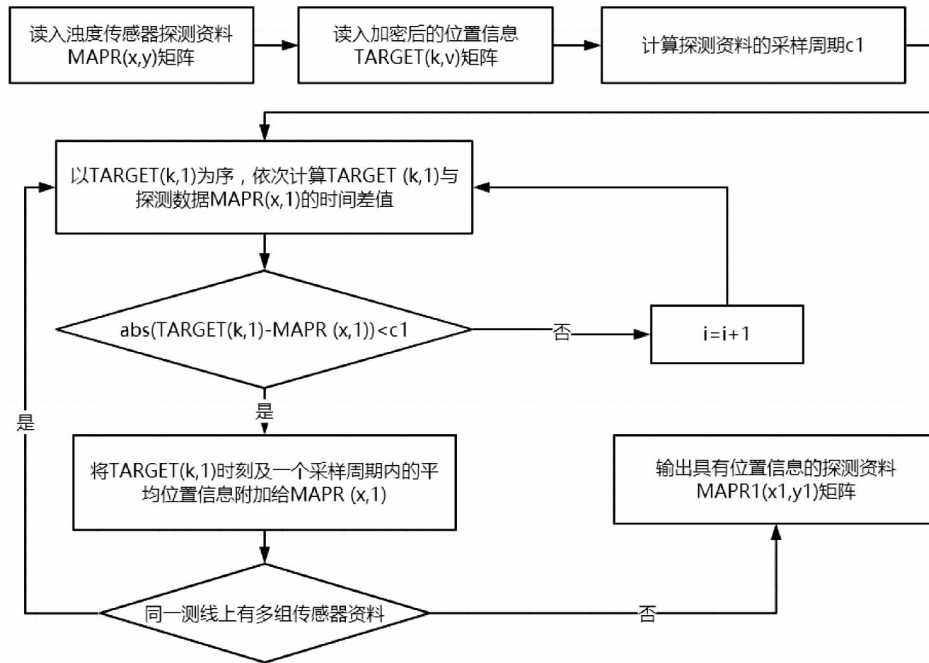 读入浊度传感器探测资料
MAPR(x,y)矩阵
读入加密后的位置信息
TARGET(k,v)矩阵
计算探测资料的采样周期c1
以TARGET(k,1)为序，依次计算TARGET (k,1)与
探测数据MAPR(x,1)的时间差值
abs(TARGET(k,1)-MAPR (x,1))<c1
否
i=i+1
是
是
将TARGET(k,1)时刻及一个采样周期内的平
均位置信息附加给MAPR (x,1)
输出具有位置信息的探测资料
MAPR1(x1,y1)矩阵
同一测线上有多组传感器资料
否